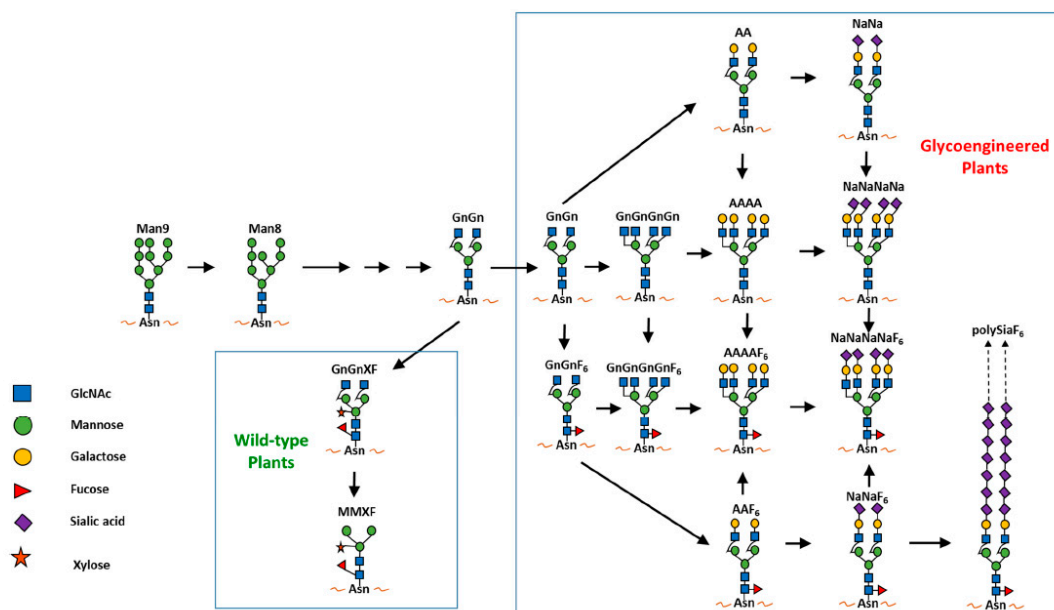 AA
NaNa
Asn
Asn
Glycoengineered
Plants
Man9
Man8
GnGn
GnGn
GnGnGnGn
AAAA
NaNaNaNa
Asn
Asn
Asn
Asn
Asn
Asn
Asn
GnGnXF
GnGnF6
GnGnGnGnF6
AAAAF6
NaNaNaNaF6
polySiaF6
GlcNAc
Mannose
Galactose
Fucose
Sialic acid
Xylose
Wild-type
Plants
Asn
Asn
Asn
Asn
Asn
MMXF
AAF6
NaNaF6
Asn
Asn
Asn
Asn